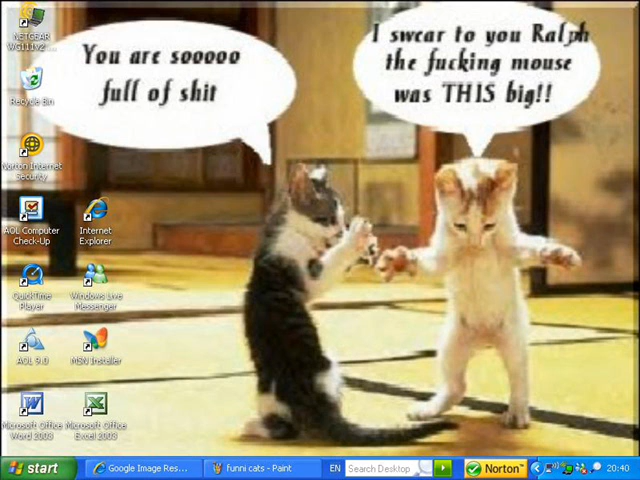 You are sooooo
full of shit
I swear to you Ralph
the fucking mouse
was THIS big!!
NETGEAR
WG111v2 ...
Recycle Bin
Norton Internet
Security
AOL Computer
Check-Up
Internet
Explorer
QuickTime
Player
Windows Live
Messenger
AOL 9.0
MSN Installer
Microsoft Office
Word 2003
Microsoft Office
Excel 2003
start
Google Image Res...
funni cats - Paint
EN
Search Desktop
Norton™
20:40